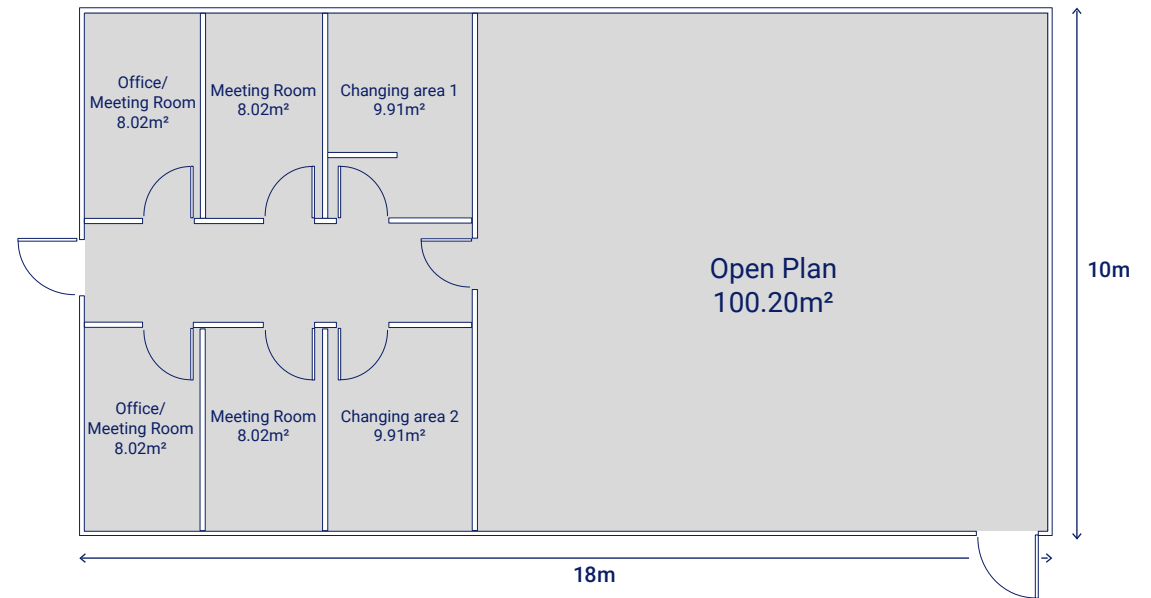 Office/
Meeting Room
8.02m²
Meeting Room
8.02m²
Changing area 1
9.91m²
Open Plan
100.20m²
10m
Office/
Meeting Room
8.02m²
Meeting Room
8.02m²
Changing area 2
9.91m²
18m